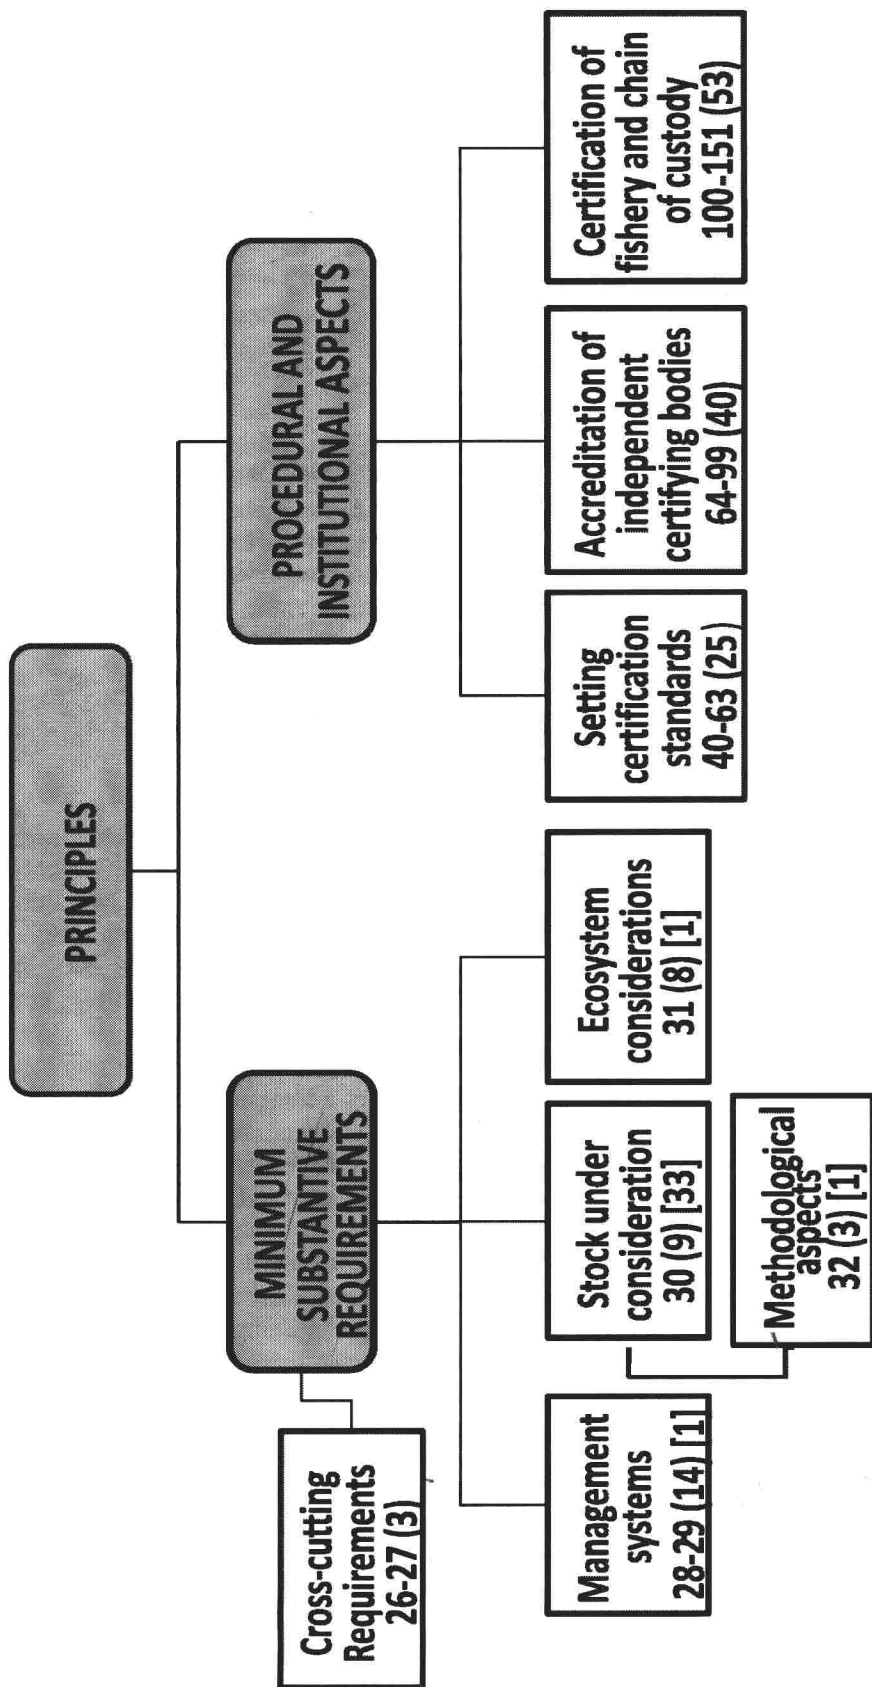 PRINCIPLES
MINIMUM
SUBSTANTIVE
REQUIREMENTS
PROCEDURAL AND
INSTITUTIONAL ASPECTS
Cross-cutting
Requirements
26-27 (3)
Management
systems
28-29 (14) [1]
Stock under
consideration
30 (9) [33]
Methodological
aspects
32 (3) [1]
Ecosystem
considerations
31 (8) [1]
Setting
certification
standards
40-63 (25)
Accreditation of
independent
certifying bodies
64-99 (40)
Certification of
fishery and chain
of custody
100-151 (53)